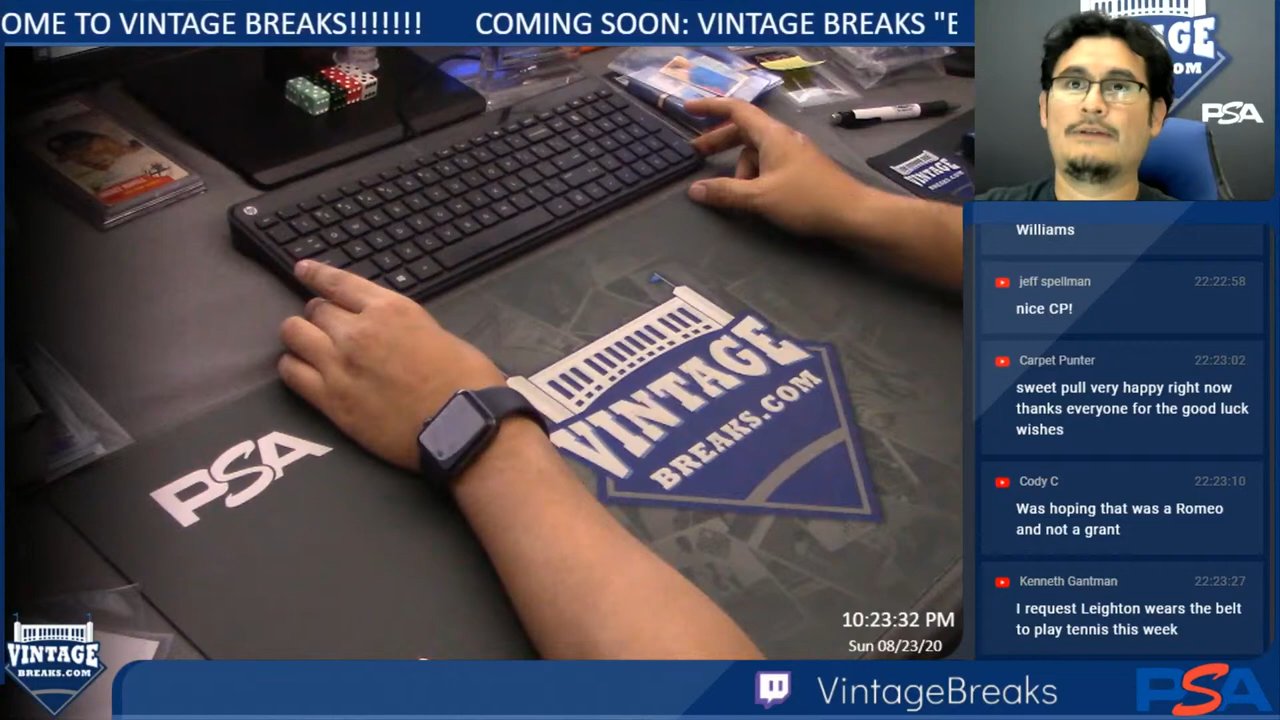 OME TO VINTAGE BREAKS!!!!!!! COMING SOON: VINTAGE BREAKS "E
VINTAGE
BREAKS.COM
PSA
10:23:32 PM
Sun 08/23/20
VINTAGE
BREAKS.COM
PSA
Williams
jeff spellman 22:22:58
nice CP!
Carpet Punter 22:23:02
sweet pull very happy right now
thanks everyone for the good luck
wishes
Cody C 22:23:10
Was hoping that was a Romeo
and not a grant
Kenneth Gantman 22:23:27
I request Leighton wears the belt
to play tennis this week
VintageBreaks
PSA